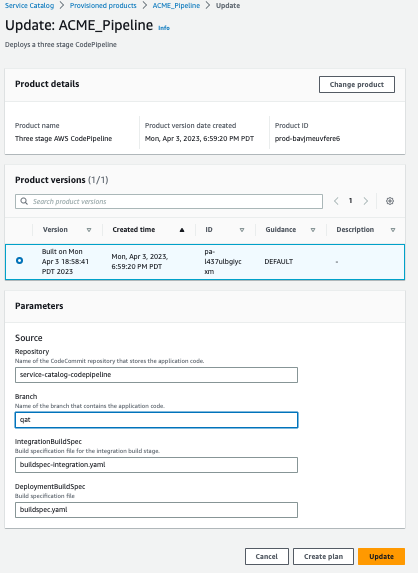 Service Catalog > Provisioned products > ACME_Pipeline > Update
Update: ACME_Pipeline Info
Deploys a three stage CodePipeline
Product details
Change product
Product name
Three stage AWS CodePipeline
Product version date created
Mon, Apr 3, 2023, 6:59:20 PM PDT
Product ID
prod-bavjmeuvfere6
Product versions (1/1)
Search product versions
1
Version Created time ID Guidance Description
Built on Mon
Apr 3 18:58:41
PDT 2023
Mon, Apr 3, 2023,
6:59:20 PM PDT
pa-
l437ulbgiyc
xm
DEFAULT
-
Parameters
Source
Repository
Name of the CodeCommit repository that stores the application code.
service-catalog-codepipeline
Branch
Name of the branch that contains the application code.
qat
IntegrationBuildSpec
Build specification file for the integration build stage.
buildspec-integration.yaml
DeploymentBuildSpec
Build specification file
buildspec.yaml
Cancel
Create plan
Update